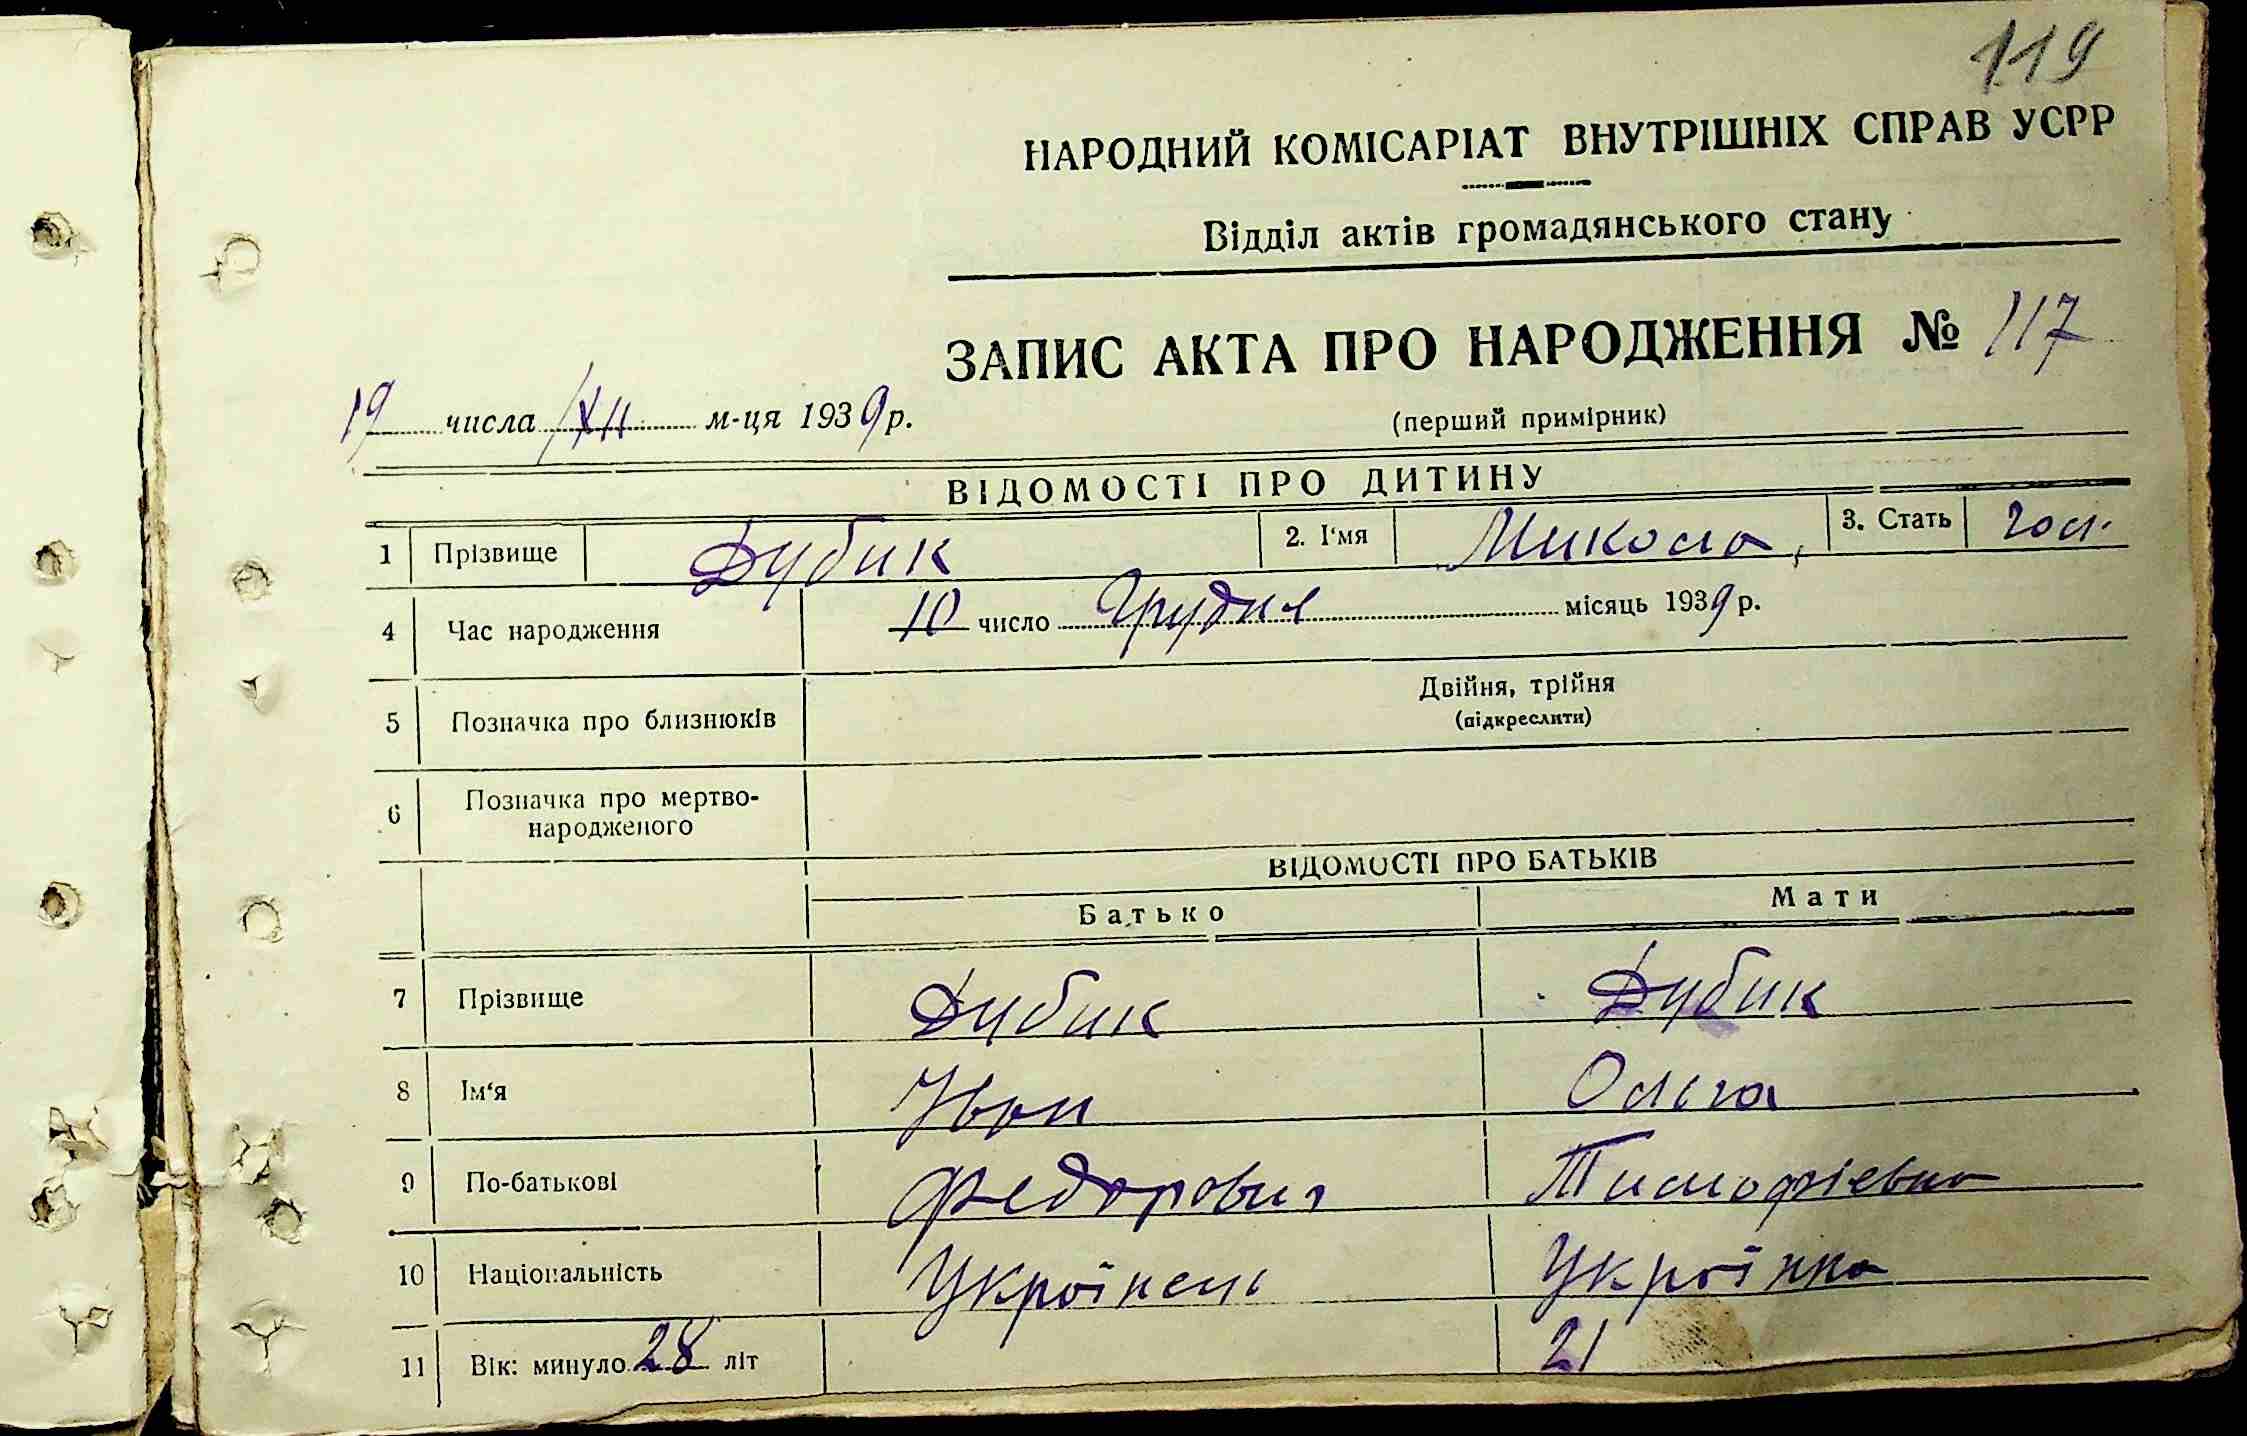 119
НАРОДНИЙ КОМІСАРІАТ ВНУТРІШНІХ СПРАВ УСРР
Відділ актів громадянського стану
ЗАПИС АКТА ПРО НАРОДЖЕННЯ № 117
19 числа XII м-ця 1939 р.
(перший примірник)
ВІДОМОСТІ ПРО ДИТИНУ
1 Прізвище Дубик 2. І'мя Микола 3. Стать чол.
4 Час народження 10 число Грудня місяць 1939 р.
5 Позначка про близнюків Двійня, трійня
(підкреслити)
6 Позначка про мертво-
народженого
ВІДОМОСТІ ПРО БАТЬКІВ
Батько Мати
7 Прізвище Дубик Дубик
8 Ім'я Іван Ольга
9 По-батькові Федорович Тимофіевна
10 Національність Українець Українка
11 Вік: минуло 28 літ 21